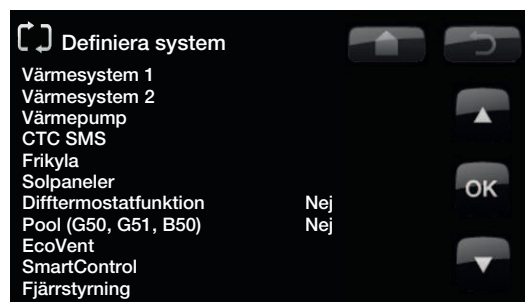 Definiera system
Värmesystem 1
Värmesystem 2
Värmepump
CTC SMS
Frikyla
Solpaneler
Difftermostatfunktion Nej
Pool (G50, G51, B50) Nej
EcoVent
SmartControl
Fjärrstyrning
OK